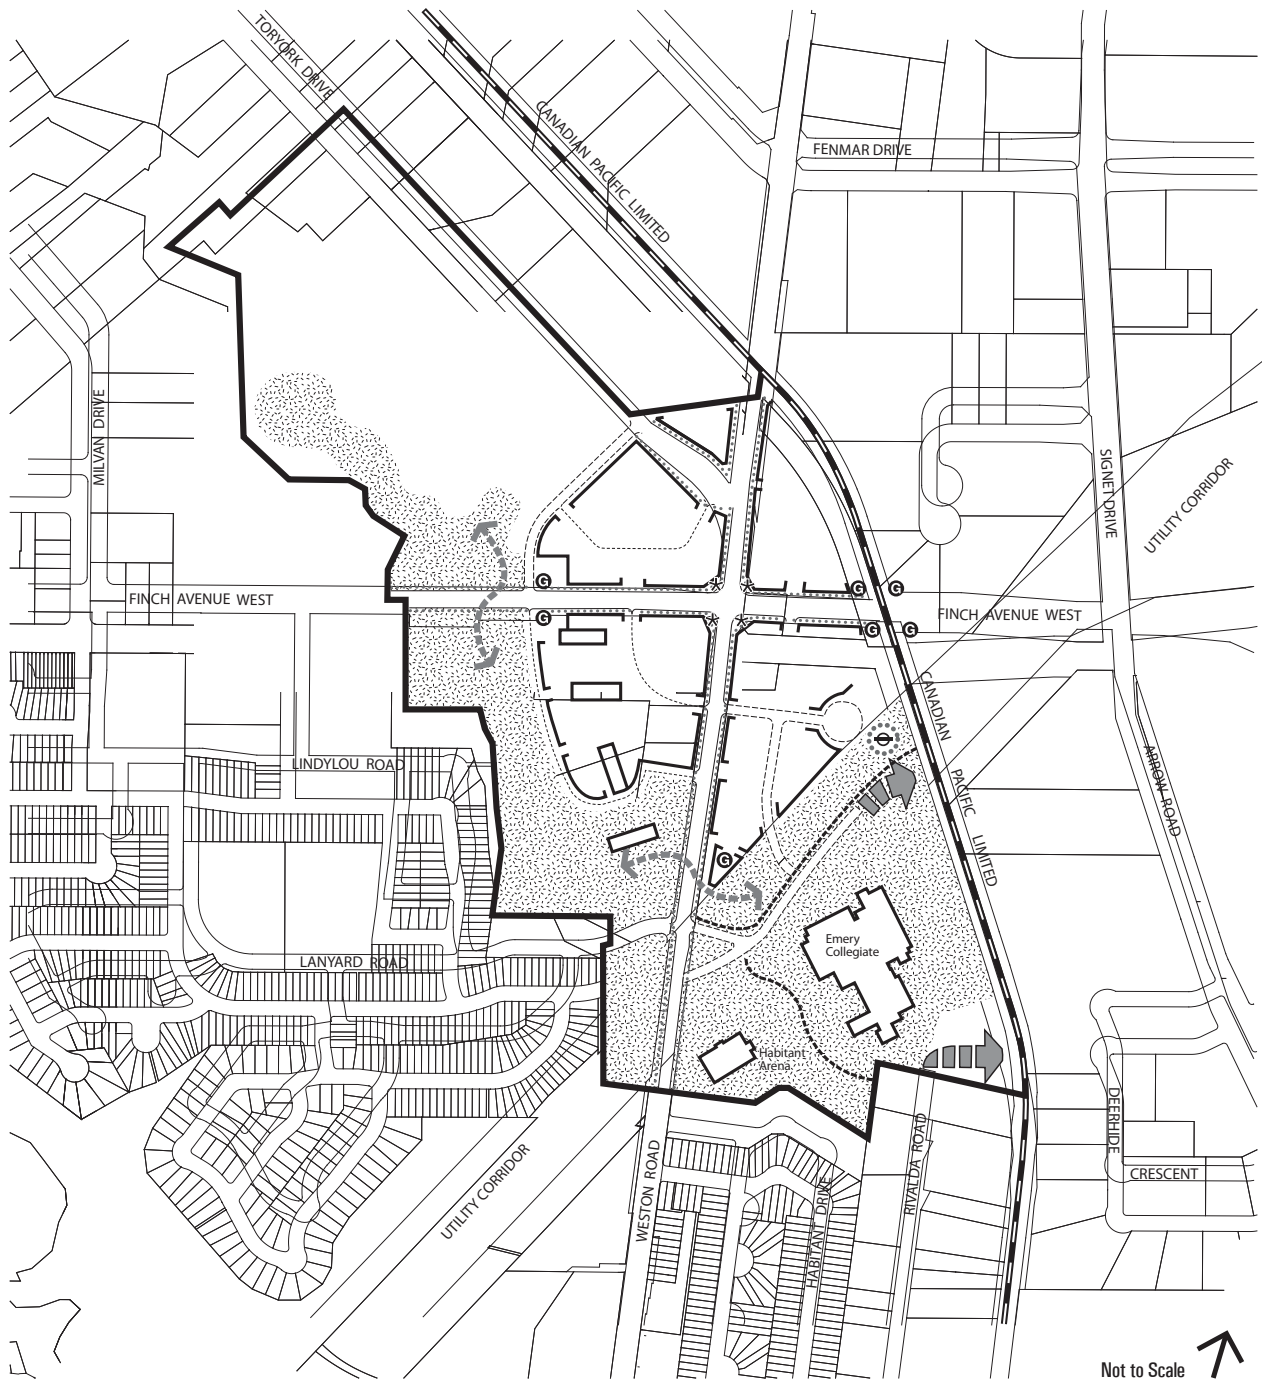 TORYORK DRIVE
CANADIAN PACIFIC LIMITED
FENMAR DRIVE
MILVAN DRIVE
SIGNET DRIVE
UTILITY CORRIDOR
G
G
G
FINCH AVENUE WEST
FINCH AVENUE WEST
G
G
G
CANADIAN PACIFIC LIMITED
LINDYLOU ROAD
ARROW ROAD
G
Emery
Collegiate
LANYARD ROAD
Habitant
Arena
DEERHIDE
CRESCENT
RIVALDA ROAD
UTILITY CORRIDOR
WESTON ROAD
HABITANT DRIVE
Not to Scale